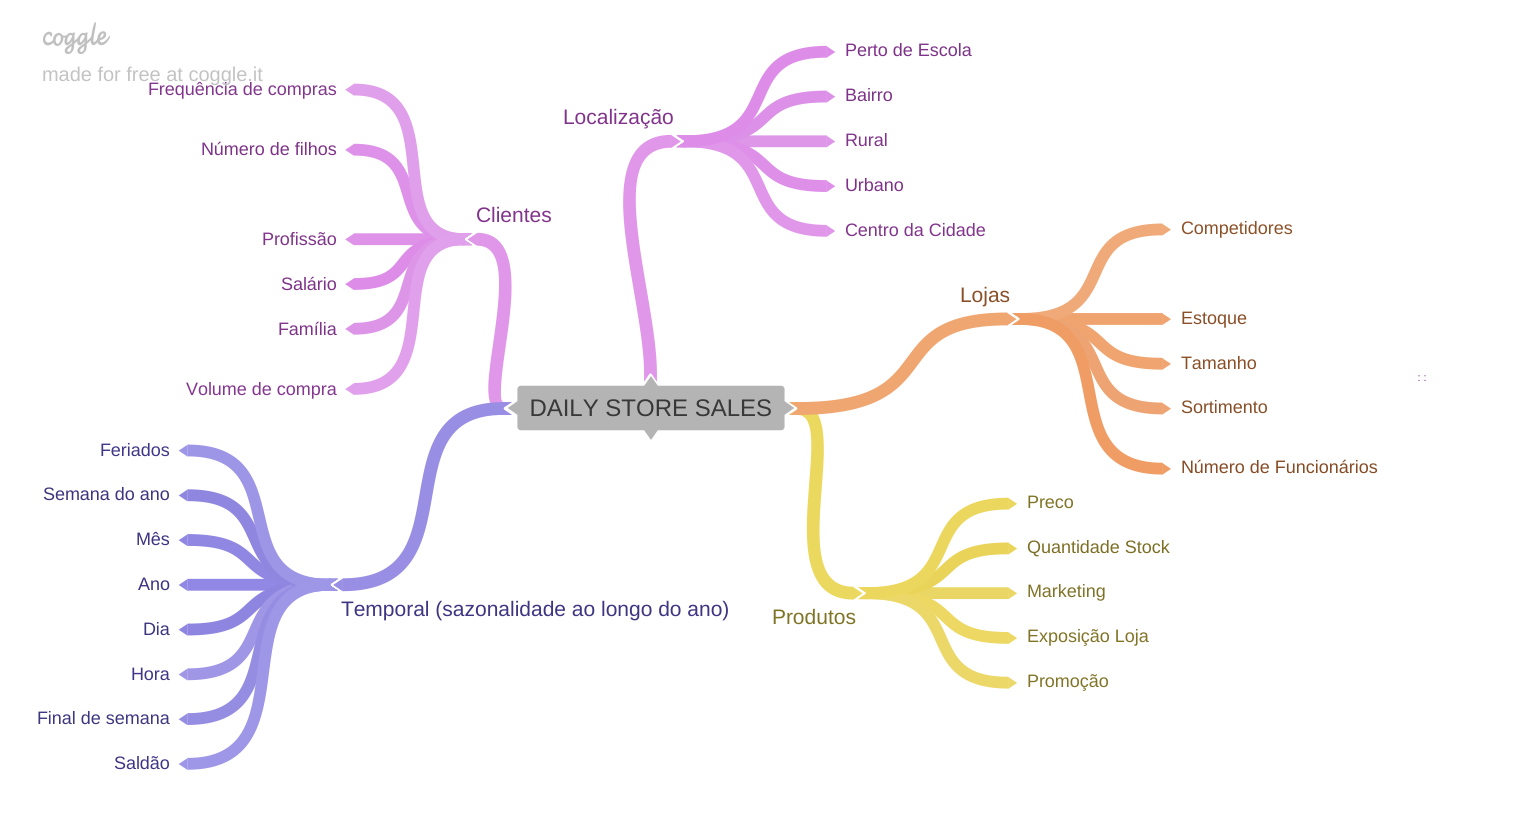 coggle
made for free at coggle.it
Clientes
Frequência de compras
Número de filhos
Profissão
Salário
Família
Volume de compra
Localização
Perto de Escola
Bairro
Rural
Urbano
Centro da Cidade
Lojas
Competidores
Estoque
Tamanho
Sortimento
Número de Funcionários
DAILY STORE SALES
Temporal (sazonalidade ao longo do ano)
Feriados
Semana do ano
Mês
Ano
Dia
Hora
Final de semana
Saldão
Produtos
Preco
Quantidade Stock
Marketing
Exposição Loja
Promoção